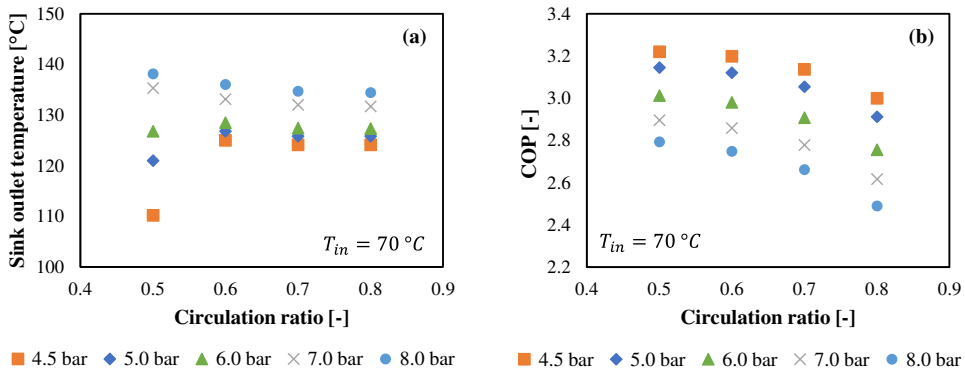 (a)
Sink outlet temperature [°C]
150
140
130
120
110
100
T_in = 70 °C
0.4 0.5 0.6 0.7 0.8 0.9
Circulation ratio [-]
4.5 bar 5.0 bar 6.0 bar 7.0 bar 8.0 bar
(b)
COP [-]
3.4
3.2
3.0
2.8
2.6
2.4
2.2
T_in = 70 °C
0.4 0.5 0.6 0.7 0.8 0.9
Circulation ratio [-]
4.5 bar 5.0 bar 6.0 bar 7.0 bar 8.0 bar